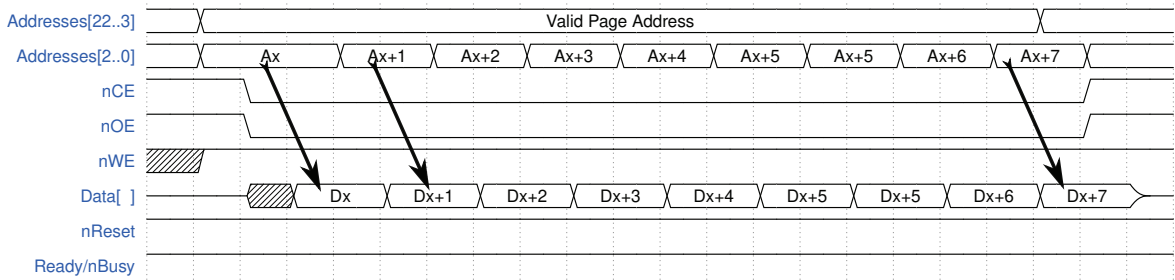 Addresses[22..3] Valid Page Address
Addresses[2..0] Ax Ax+1 Ax+2 Ax+3 Ax+4 Ax+5 Ax+5 Ax+6 Ax+7
nCE
nOE
nWE
Data[ ] Dx Dx+1 Dx+2 Dx+3 Dx+4 Dx+5 Dx+5 Dx+6 Dx+7
nReset
Ready/nBusy